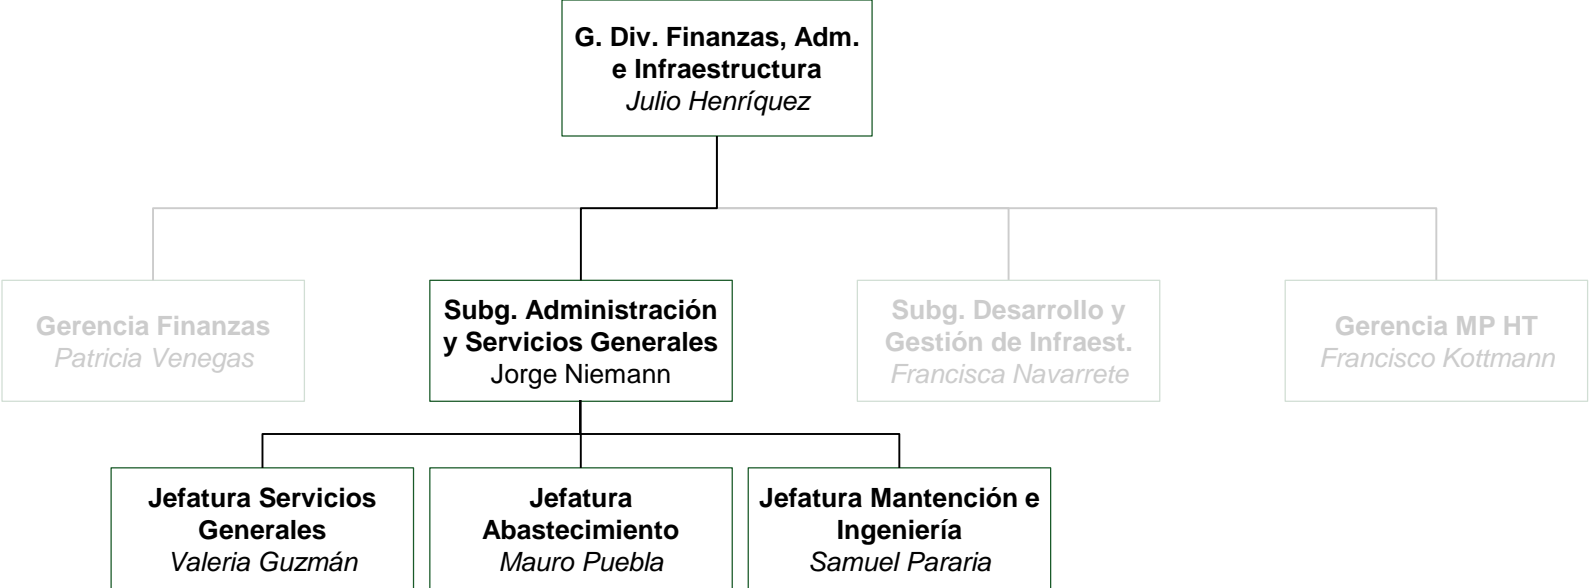 G. Div. Finanzas, Adm.
e Infraestructura
Julio Henríquez
Gerencia Finanzas
Patricia Venegas
Subg. Administración
y Servicios Generales
Jorge Niemann
Subg. Desarrollo y
Gestión de Infraest.
Francisca Navarrete
Gerencia MP HT
Francisco Kottmann
Jefatura Servicios
Generales
Valeria Guzmán
Jefatura
Abastecimiento
Mauro Puebla
Jefatura Mantención e
Ingeniería
Samuel Pararia